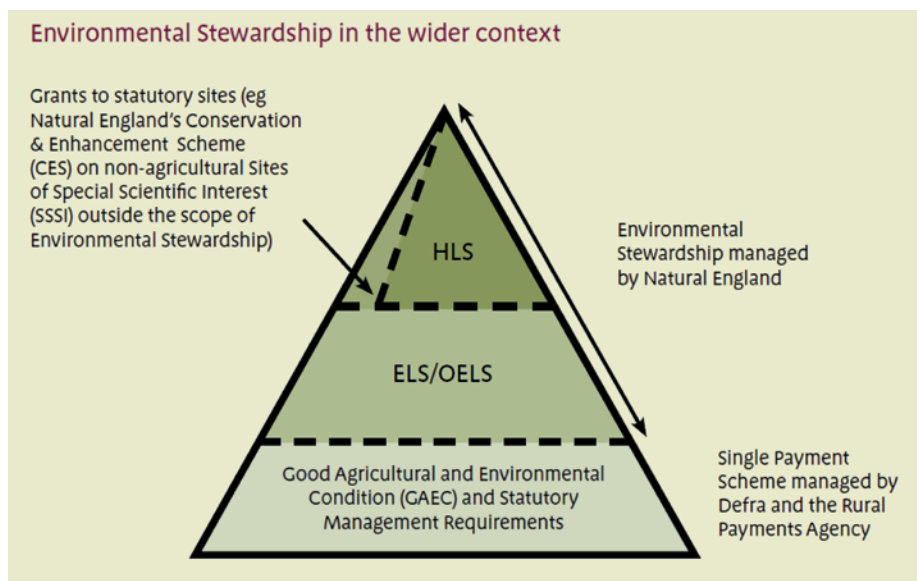 Environmental Stewardship in the wider context
Grants to statutory sites (eg
Natural England's Conservation
& Enhancement Scheme
(CES) on non-agricultural Sites
of Special Scientific Interest
(SSSI) outside the scope of
Environmental Stewardship)
HLS
Environmental
Stewardship managed
by Natural England
ELS/OELS
Good Agricultural and Environmental
Condition (GAEC) and Statutory
Management Requirements
Single Payment
Scheme managed by
Defra and the Rural
Payments Agency